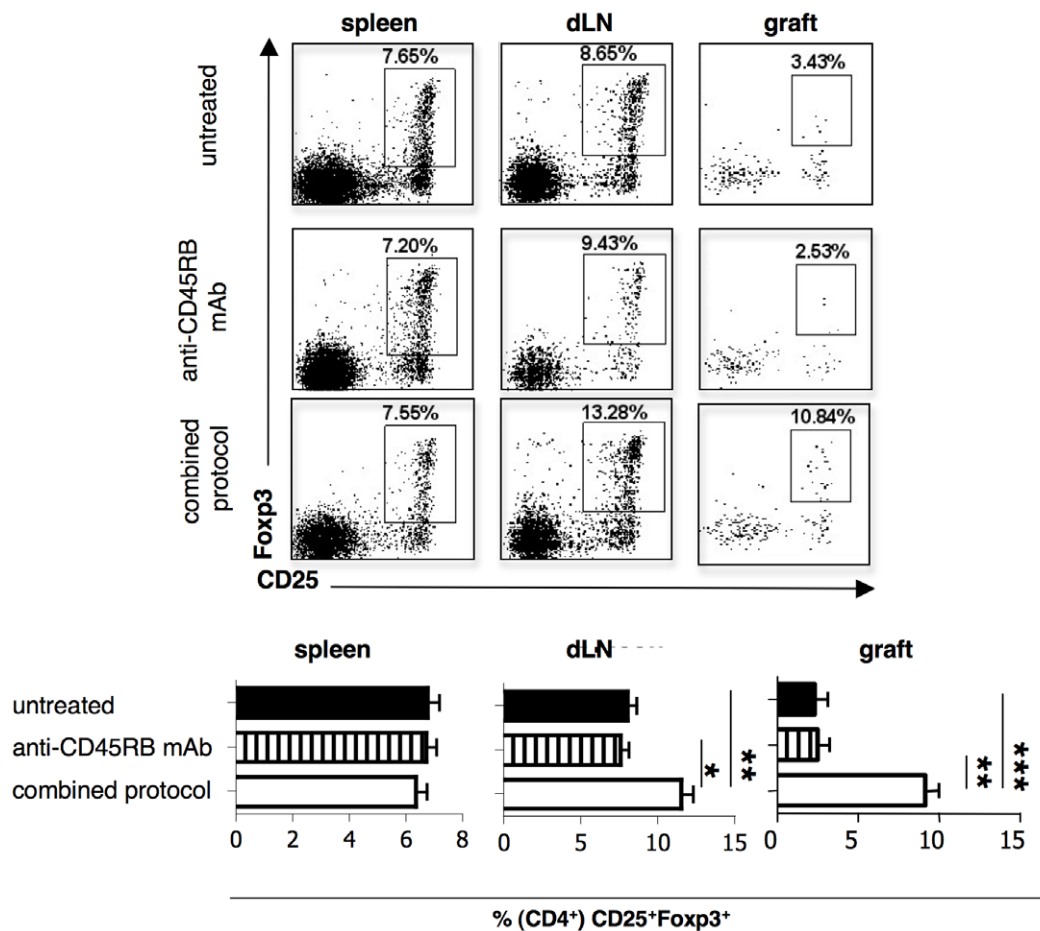 spleen dLN graft
7.65% 8.65% 3.43%
untreated
7.20% 9.43% 2.53%
anti-CD45RB
mAb
7.55% 13.28% 10.84%
combined
protocol
Foxp3
CD25
spleen dLN graft
untreated
anti-CD45RB mAb
combined protocol
* ** ** ***
0 2 4 6 8 0 5 10 15 0 5 10 15
% (CD4⁺) CD25⁺Foxp3⁺